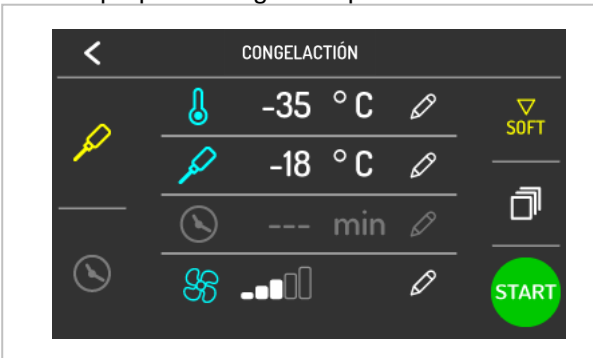 CONGELACTIÓN
-35 °C
SOFT
-18 °C
--- min
START